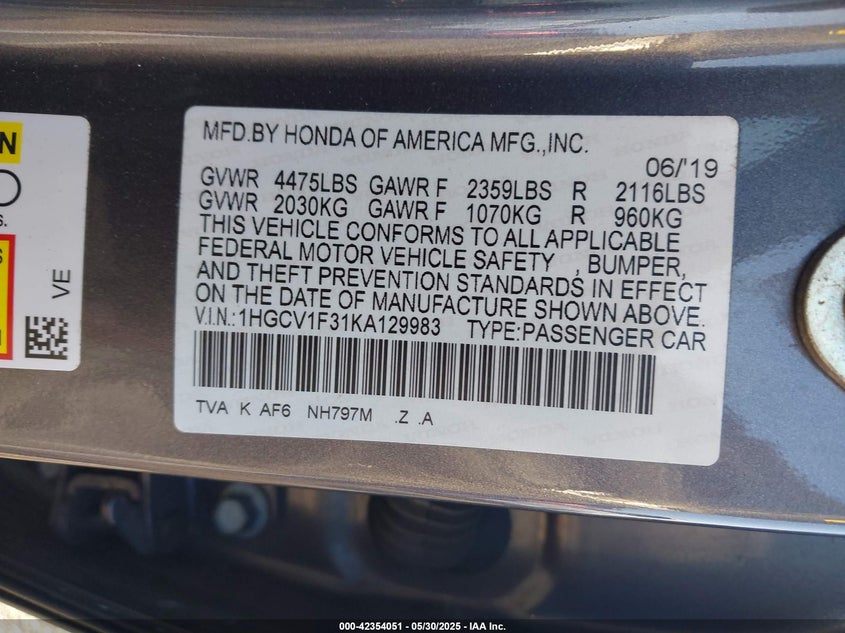 N
S.
S
VE
MFD.BY HONDA OF AMERICA MFG.,INC.
06/'19
GVWR 4475LBS GAWR F 2359LBS R 2116LBS
GVWR 2030KG GAWR F 1070KG R 960KG
THIS VEHICLE CONFORMS TO ALL APPLICABLE
FEDERAL MOTOR VEHICLE SAFETY , BUMPER,
AND THEFT PREVENTION STANDARDS IN EFFECT
ON THE DATE OF MANUFACTURE SHOWN ABOVE.
V.I.N.:1HGCV1F31KA129983 TYPE:PASSENGER CAR
TVA K AF6 NH797M .Z .A
000-42354051 — 05/30/2025 — IAA Inc.